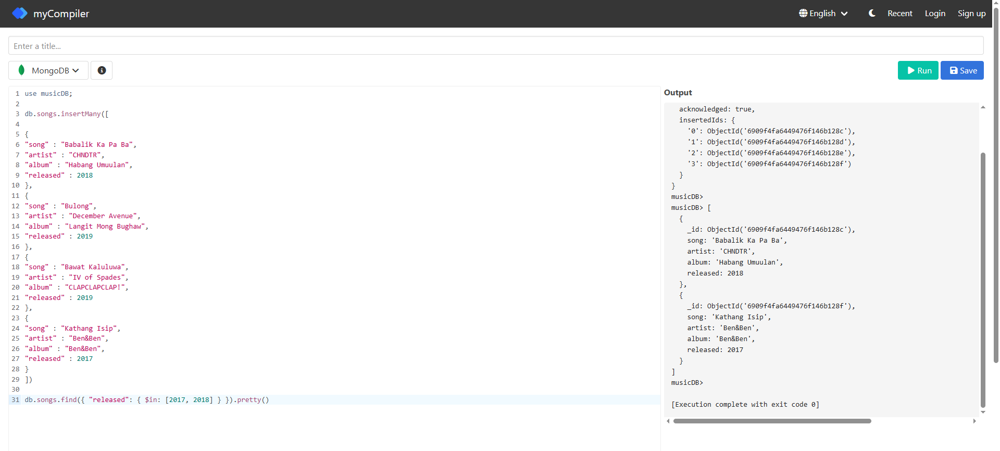 myCompiler
English
Recent
Login
Sign up
Enter a title...
MongoDB
Run
Save
1 use musicDB;
2
3 db.songs.insertMany([
4
5 {
6 "song" : "Babalik Ka Pa Ba",
7 "artist" : "CHNDTR",
8 "album" : "Habang Umuulan",
9 "released" : 2018
10 },
11 {
12 "song" : "Bulong",
13 "artist" : "December Avenue",
14 "album" : "Langit Mong Bughaw",
15 "released" : 2019
16 },
17 {
18 "song" : "Bawat Kaluluwa",
19 "artist" : "IV of Spades",
20 "album" : "CLAPCLAPCLAP!",
21 "released" : 2019
22 },
23 {
24 "song" : "Kathang Isip",
25 "artist" : "Ben&Ben",
26 "album" : "Ben&Ben",
27 "released" : 2017
28 }
29 ])
30
31 db.songs.find({ "released": { $in: [2017, 2018] } }).pretty()
Output
acknowledged: true,
insertedIds: {
'0': ObjectId('6909f4fa6449476f146b128c'),
'1': ObjectId('6909f4fa6449476f146b128d'),
'2': ObjectId('6909f4fa6449476f146b128e'),
'3': ObjectId('6909f4fa6449476f146b128f')
}
}
musicDB>
musicDB> [
{
_id: ObjectId('6909f4fa6449476f146b128c'),
song: 'Babalik Ka Pa Ba',
artist: 'CHNDTR',
album: 'Habang Umuulan',
released: 2018
},
{
_id: ObjectId('6909f4fa6449476f146b128f'),
song: 'Kathang Isip',
artist: 'Ben&Ben',
album: 'Ben&Ben',
released: 2017
}
]
musicDB>
[Execution complete with exit code 0]